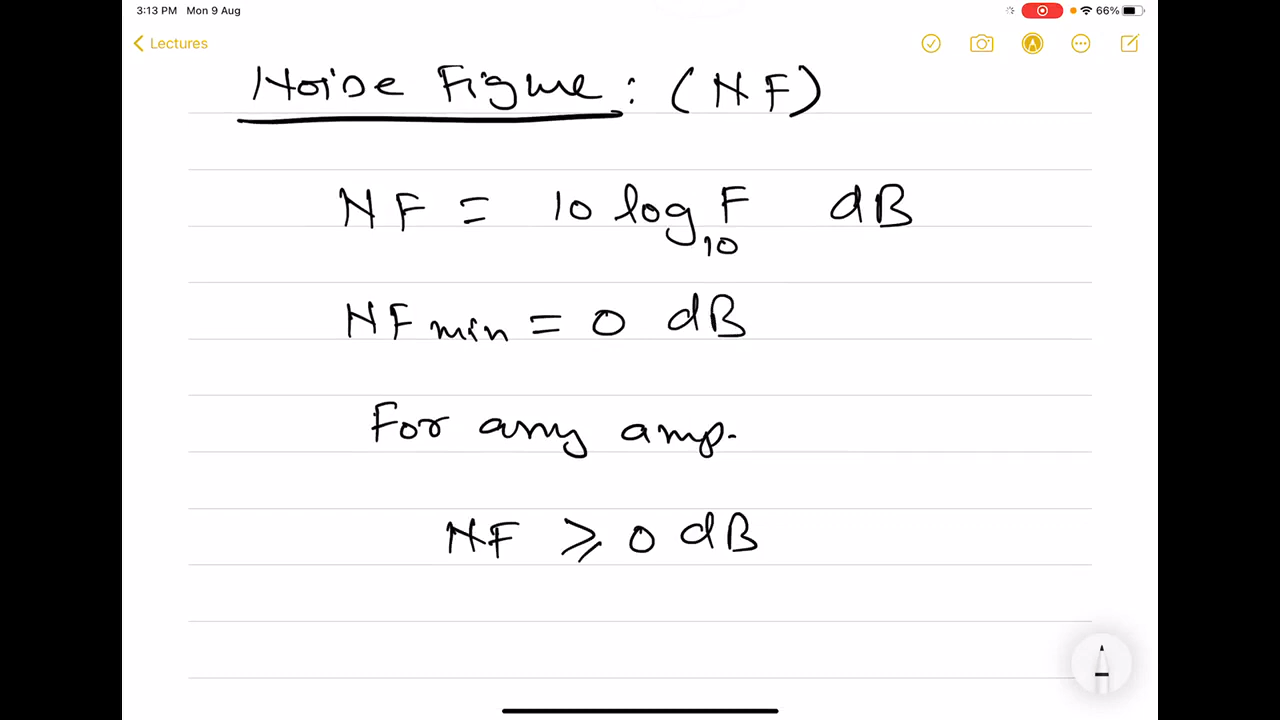 3:13 PM Mon 9 Aug 66%
Lectures
Noise Figure : (NF)
NF = 10 log₁₀ F dB
NF min = 0 dB
For any amp.
NF ⩾ 0 dB